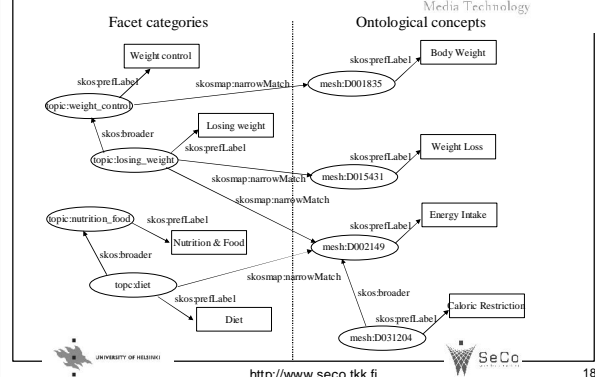 Media Technology
Facet categories
Ontological concepts
Weight control
Body Weight
skos:prefLabel
skos:prefLabel
skosmap:narrowMatch
topic:weight_control
mesh:D001835
Losing weight
skos:broader
skos:prefLabel
Weight Loss
topic:losing_weight
skos:prefLabel
skosmap:narrowMatch
mesh:D015431
skosmap:narrowMatch
Energy Intake
topic:nutrition_food
skos:prefLabel
skos:prefLabel
Nutrition & Food
mesh:D002149
skos:broader
skosmap:narrowMatch
topc:diet
skos:broader
skos:prefLabel
skos:prefLabel
Caloric Restriction
Diet
mesh:D031204
UNIVERSITY OF HELSINKI
SeCo
http://www.seco.tkk.fi
18